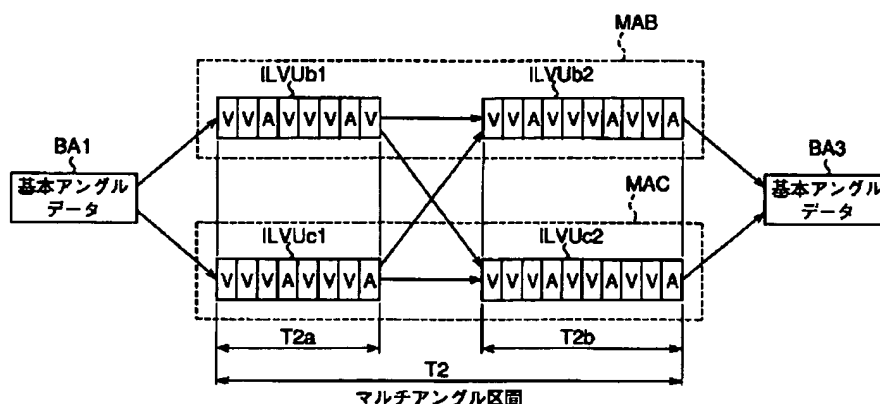 MAB
ILVUb1
ILVUb2
V V A V V V A V
V V A V V V A V V A
BA1
基本アングル
データ
BA3
基本アングル
データ
MAC
ILVUc1
ILVUc2
V V V A V V V A
V V V A V V A V V A
T2a
T2b
T2
マルチアングル区間